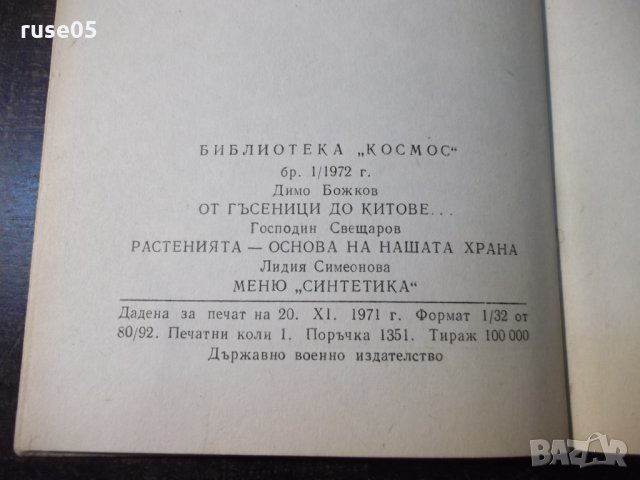 ruse05
БИБЛИОТЕКА „КОСМОС“
бр. 1/1972 г.
Димо Божков
ОТ ГЪСЕНИЦИ ДО КИТОВЕ...
Господин Свещаров
РАСТЕНИЯТА — ОСНОВА НА НАШАТА ХРАНА
Лидия Симеонова
МЕНЮ „СИНТЕТИКА“
Дадена за печат на 20. XI. 1971 г. Формат 1/32 от
80/92. Печатни коли 1. Поръчка 1351. Тираж 100 000
Държавно военно издателство
BAZAR